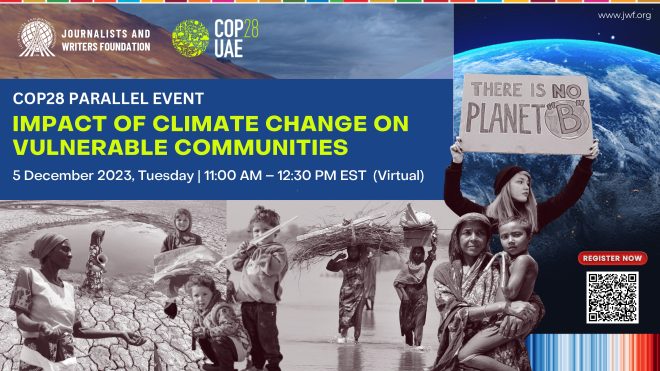 www.jwf.org
JOURNALISTS AND
WRITERS FOUNDATION
COP28
UAE
COP28 PARALLEL EVENT
IMPACT OF CLIMATE CHANGE ON
VULNERABLE COMMUNITIES
5 December 2023, Tuesday | 11:00 AM – 12:30 PM EST (Virtual)
THERE IS NO
PLANET "B"
REGISTER NOW